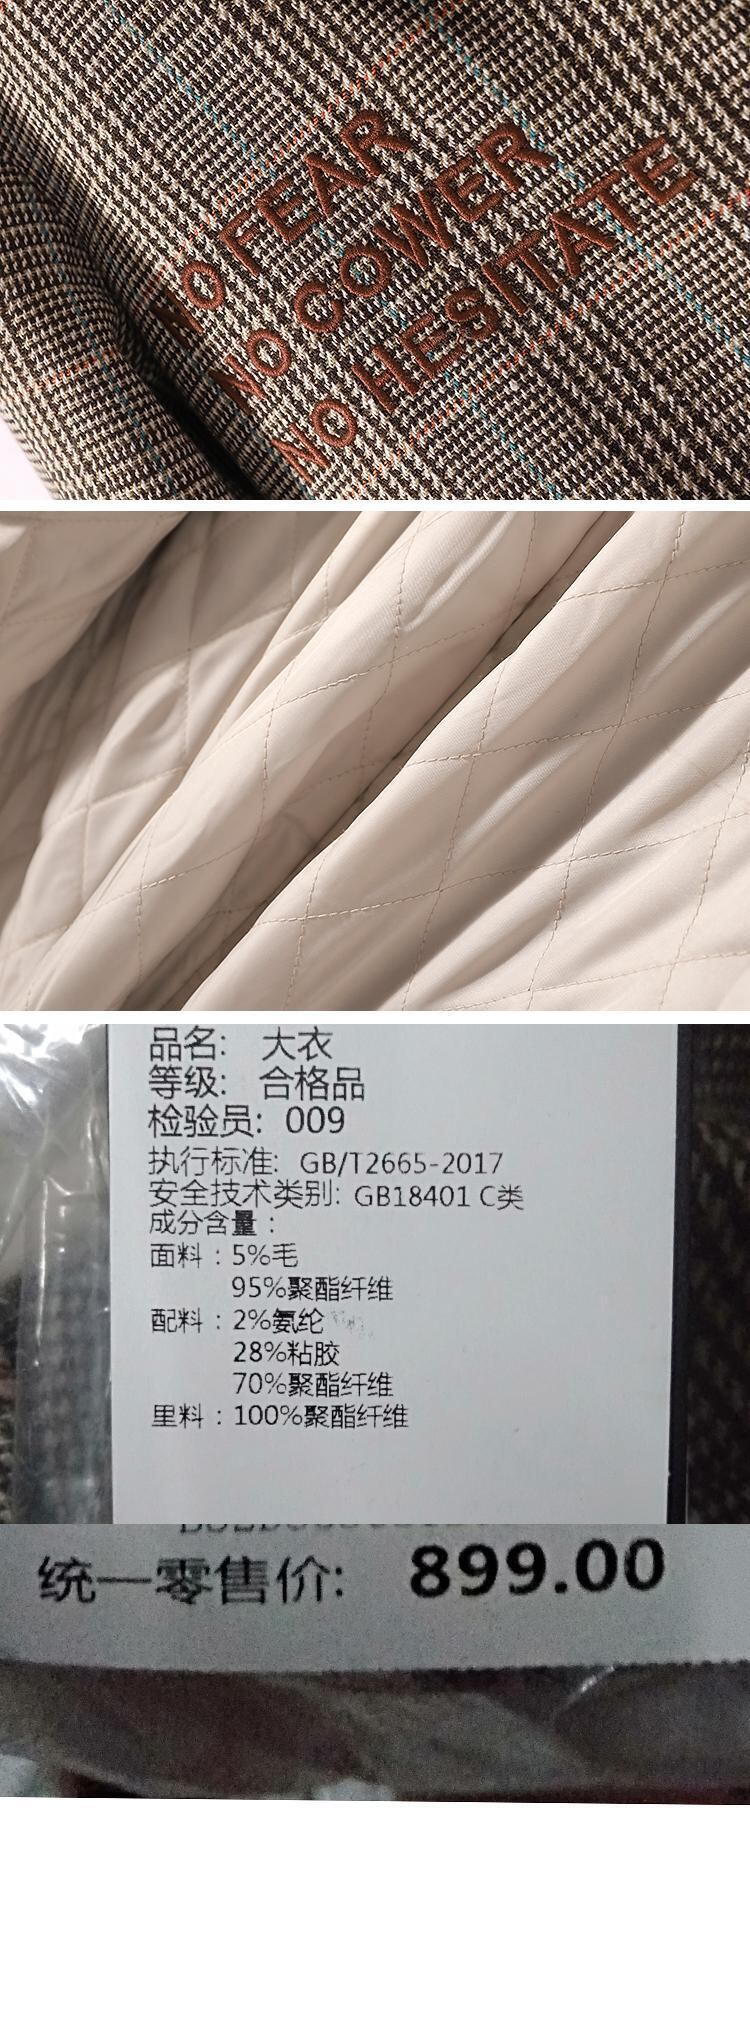 NO FEAR
NO COWER
NO HESITATE
品名: 大衣
等级: 合格品
检验员: 009
执行标准: GB/T2665-2017
安全技术类别: GB18401 C类
成分含量:
面料:5%毛
95%聚酯纤维
配料:2%氨纶
28%粘胶
70%聚酯纤维
里料:100%聚酯纤维
统一零售价: 899.00